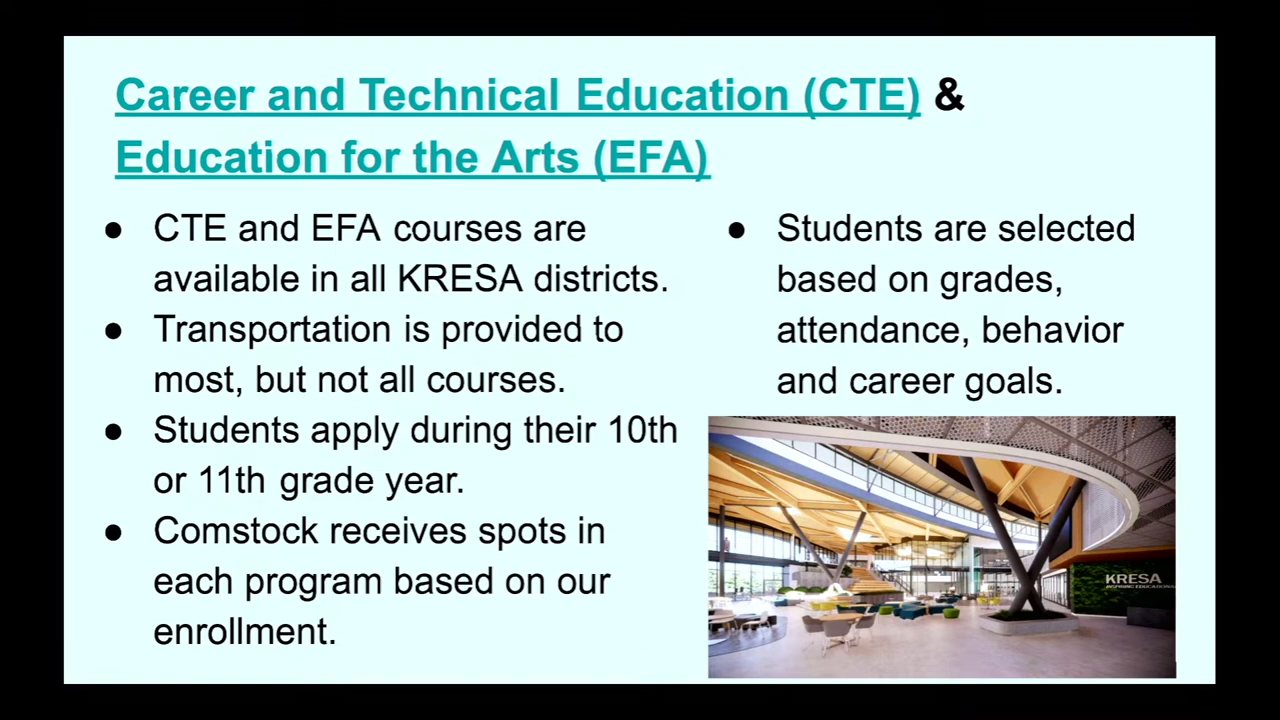 Career and Technical Education (CTE) &
Education for the Arts (EFA)
● CTE and EFA courses are
available in all KRESA districts.
● Transportation is provided to
most, but not all courses.
● Students apply during their 10th
or 11th grade year.
● Comstock receives spots in
each program based on our
enrollment.
● Students are selected
based on grades,
attendance, behavior
and career goals.
KRESA
INSPIRING EDUCATIONAL